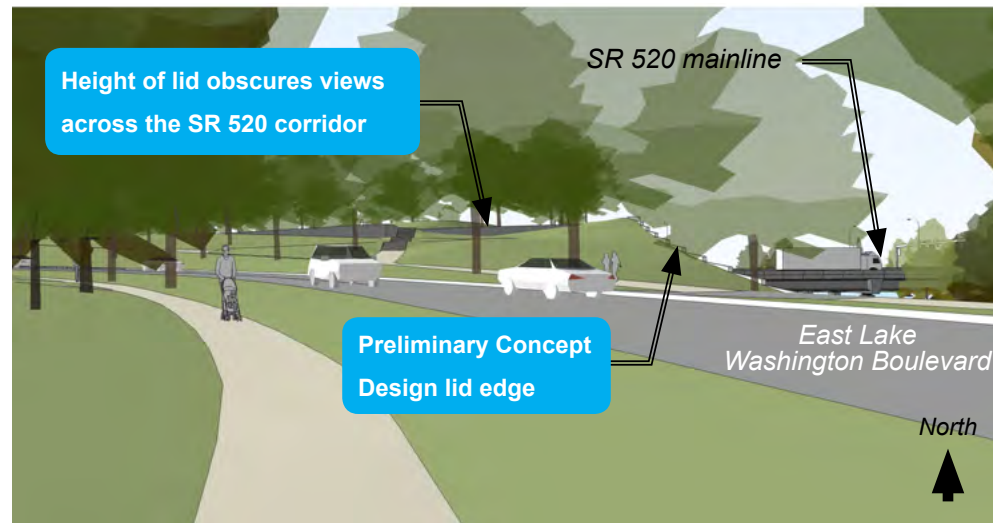 Height of lid obscures views
across the SR 520 corridor
SR 520 mainline
Preliminary Concept
Design lid edge
East Lake
Washington Boulevard
North